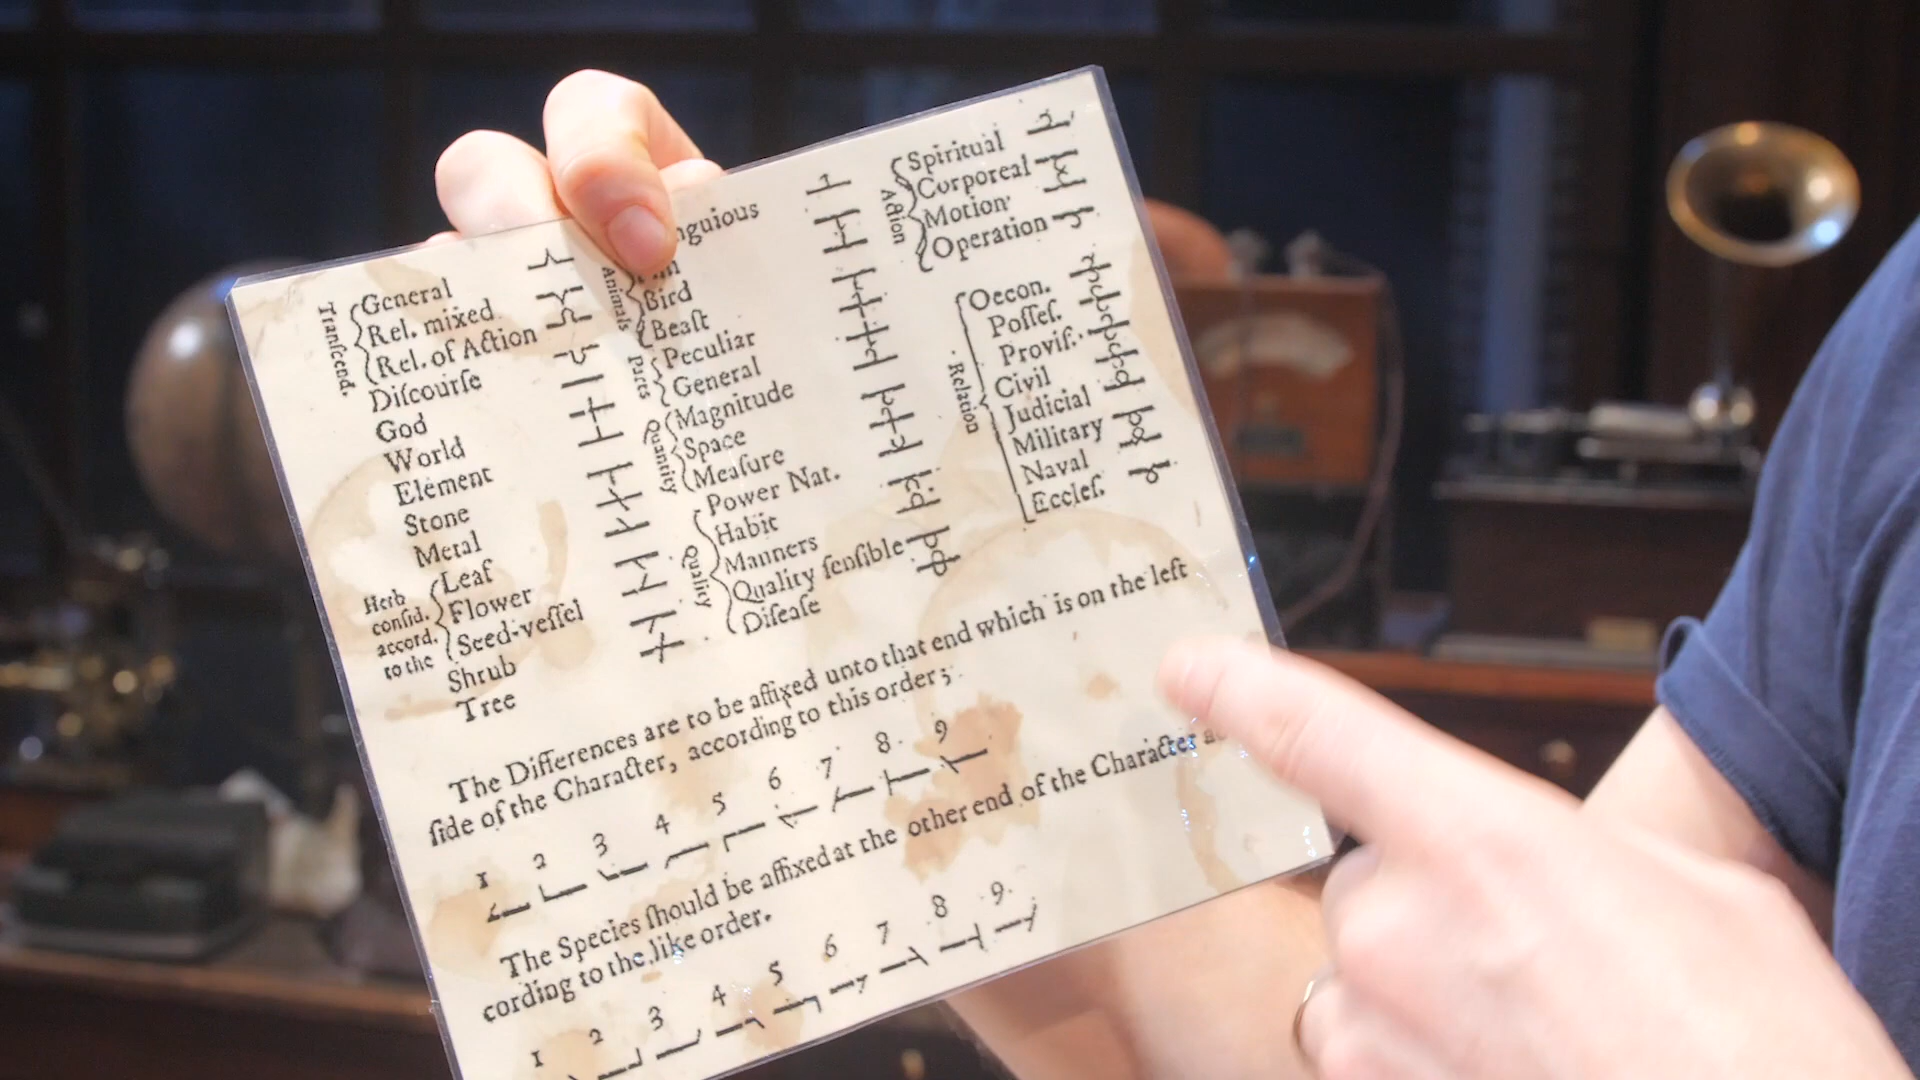 Transcend.
General
Rel. mixed
Rel. of Action
Diſcourſe
God
World
Element
Stone
Metal
Herb
conſid.
accord.
to the
Leaf
Flower
Seed-veſſel
Shrub
Tree
Animals
Bird
Beaſt
Parts
Peculiar
General
Quantity
Magnitude
Space
Meaſure
Quality
Power Nat.
Habit
Manners
Quality ſenſible
Diſeaſe
Action
Spiritual
Corporeal
Motion
Operation
Relation
Oecon.
Poſſeſ.
Proviſ.
Civil
Judicial
Military
Naval
Eccleſ.
The Differences are to be affixed unto that end which is on the left
ſide of the Character, according to this order;
1 2 3 4 5 6 7 8. 9
The Species ſhould be affixed at the other end of the Character
cording to the like order.
1 2 3 4 5 6 7 8 9.